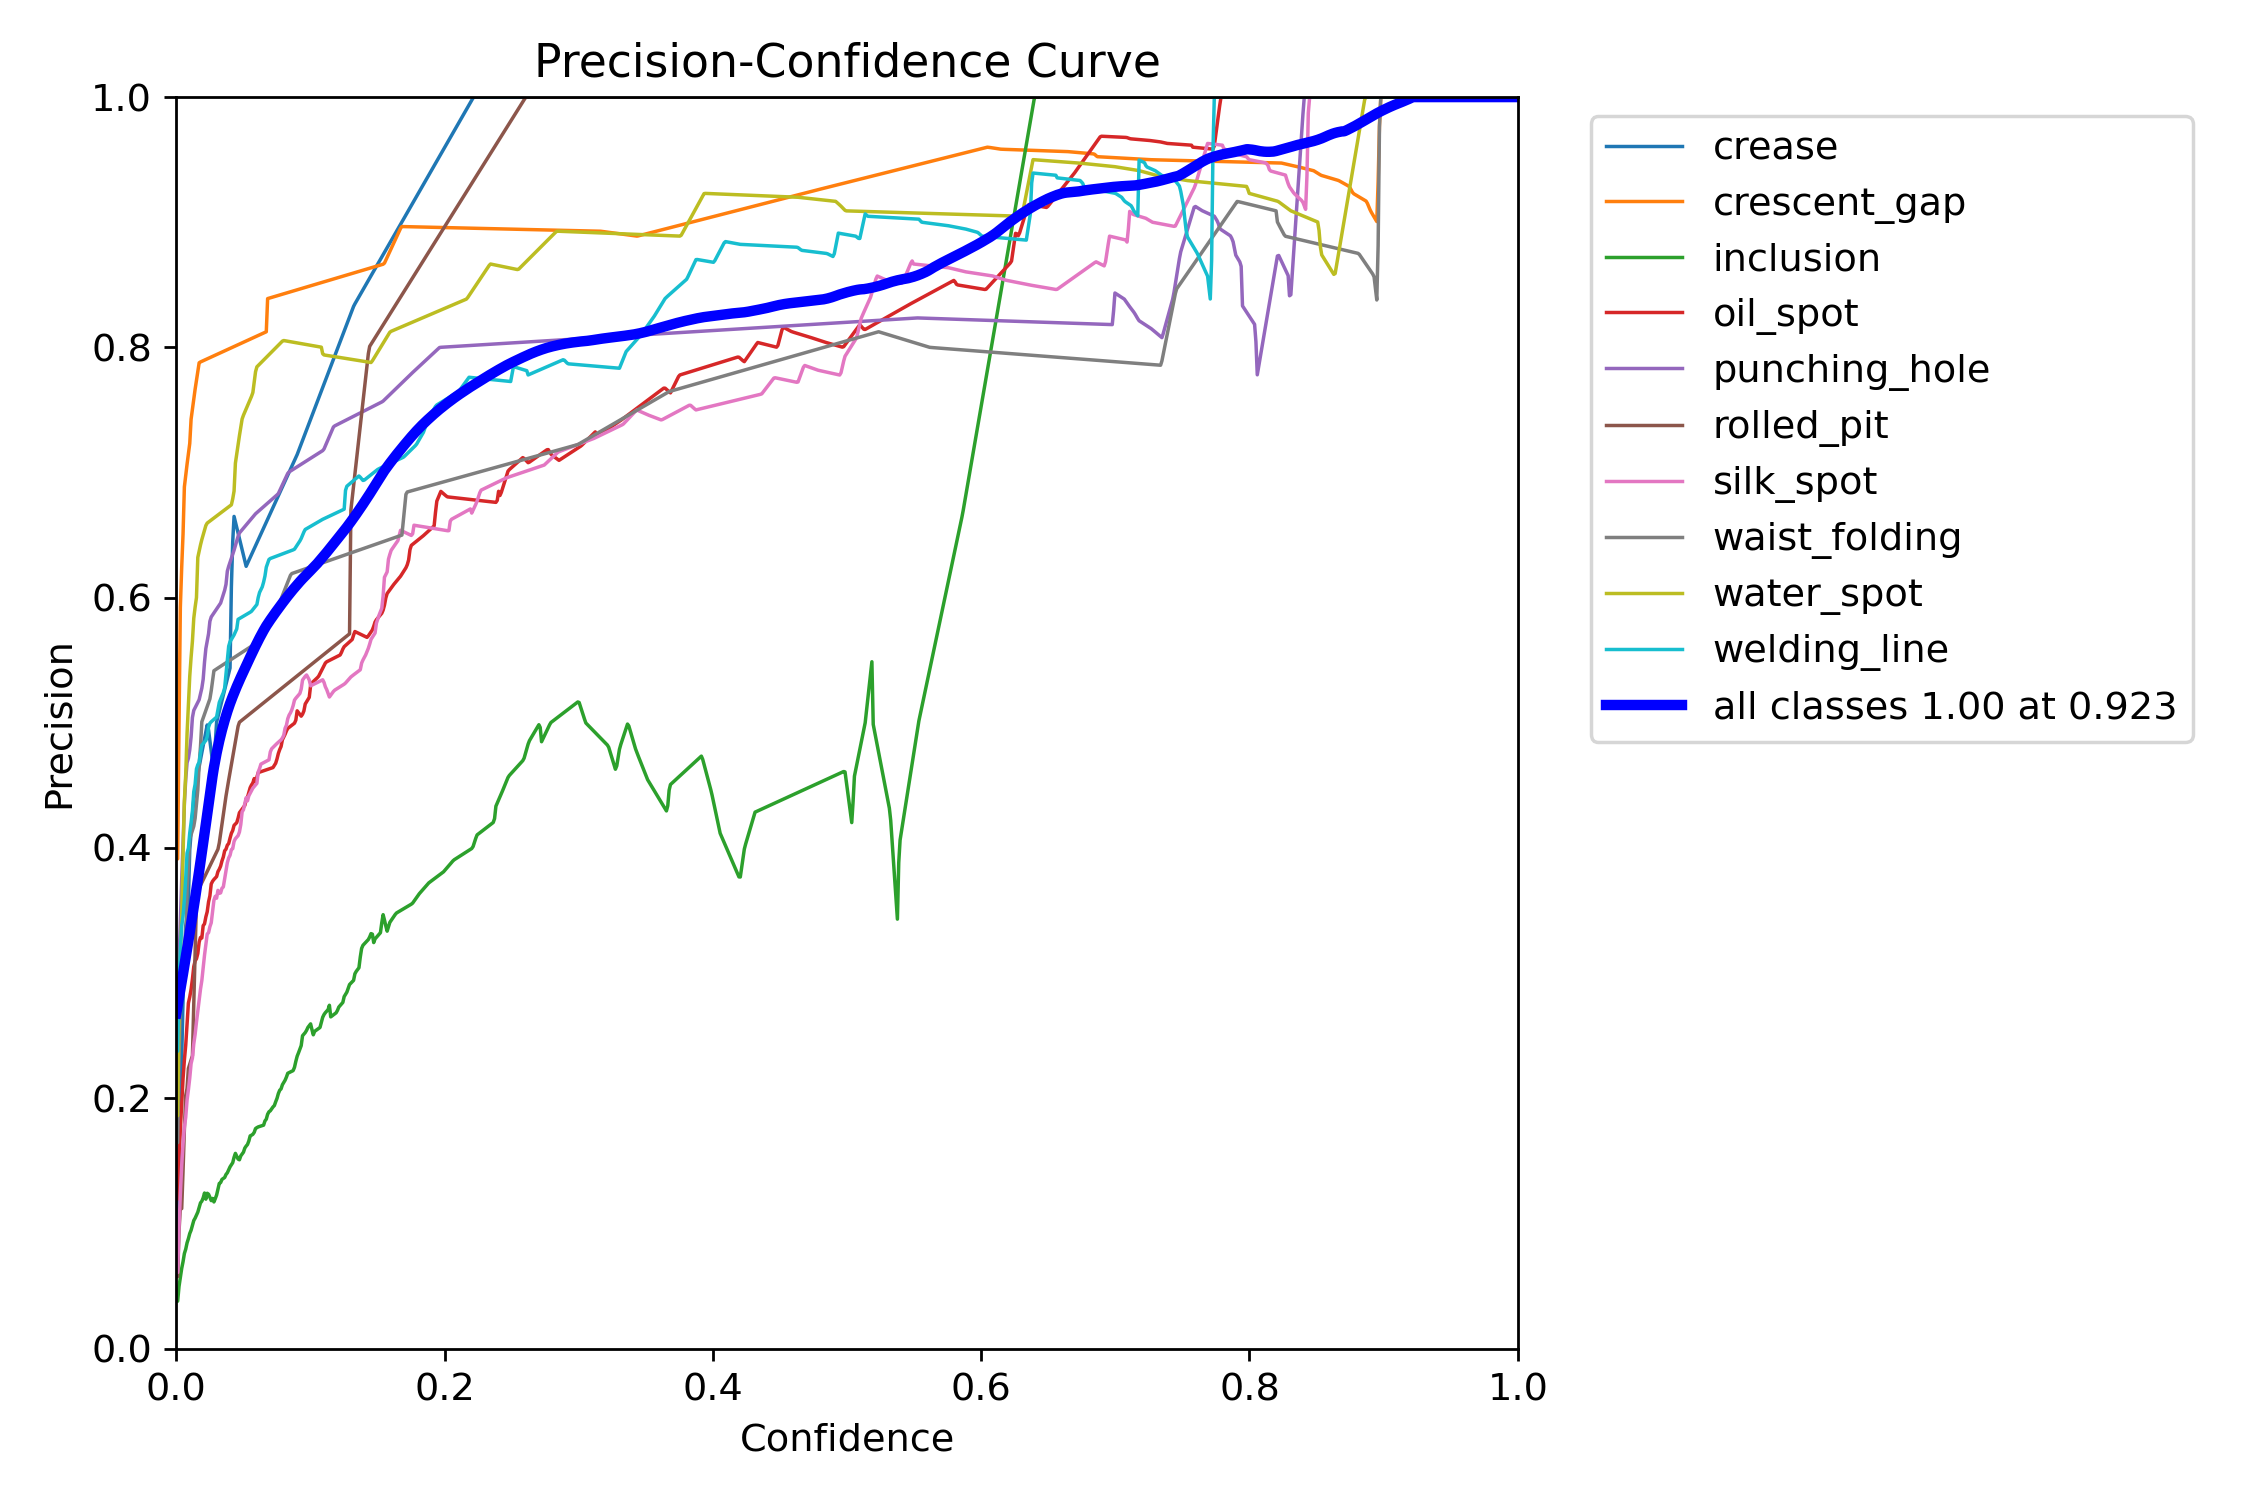 Precision-Confidence Curve
1.0
0.8
0.6
0.4
0.2
0.0
Precision
0.0 0.2 0.4 0.6 0.8 1.0
Confidence
crease
crescent_gap
inclusion
oil_spot
punching_hole
rolled_pit
silk_spot
waist_folding
water_spot
welding_line
all classes 1.00 at 0.923